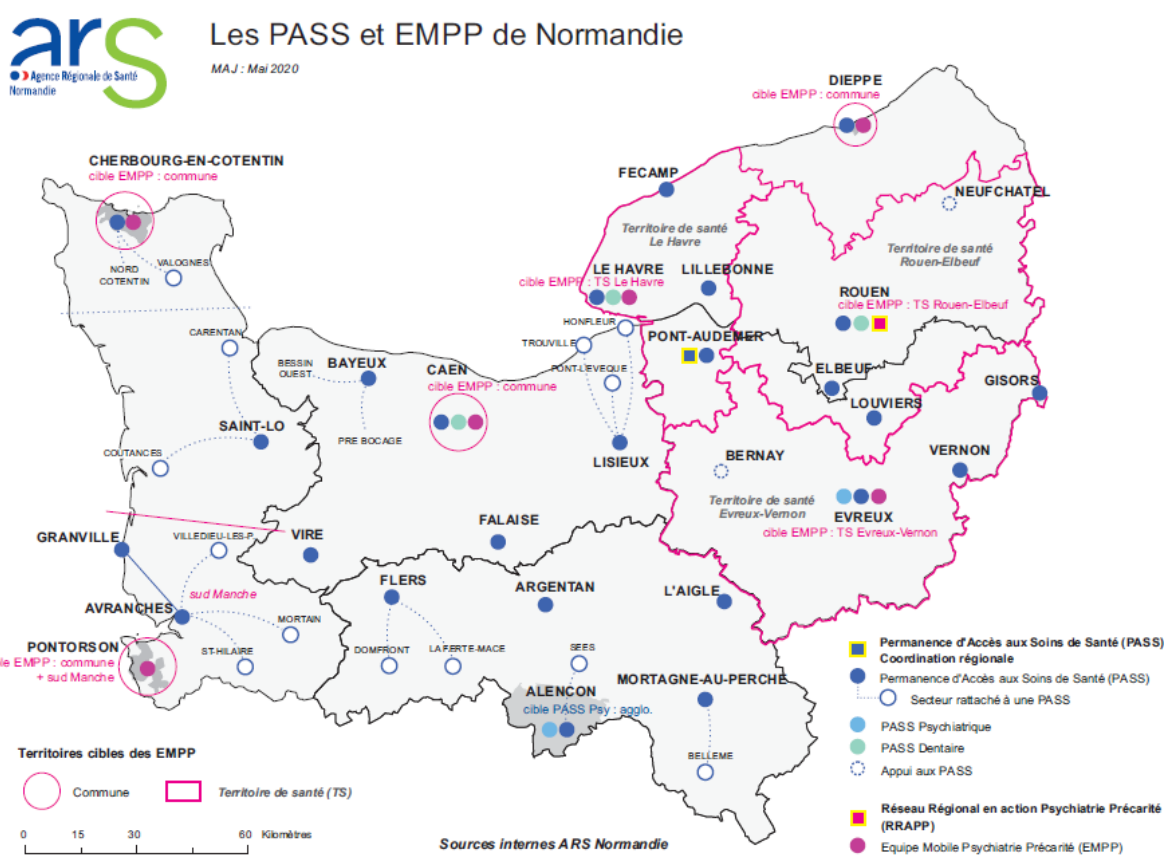 ars
Agence Régionale de Santé
Normandie
Les PASS et EMPP de Normandie
MAJ : Mai 2020
DIEPPE
cible EMPP : commune
CHERBOURG-EN-COTENTIN
cible EMPP : commune
NORD
COTENTIN
VALOGNES
FECAMP
NEUFCHATEL
Territoire de santé
Le Havre
Territoire de santé
Rouen-Elbeuf
LE HAVRE
cible EMPP : TS Le Havre
LILLEBONNE
ROUEN
cible EMPP : TS Rouen-Elbeuf
HONFLEUR
TROUVILLE
PONT-AUDEMER
CARENTAN
BESSIN
OUEST
BAYEUX
CAEN
cible EMPP : commune
PONT-L'EVEQUE
ELBEUF
GISORS
LOUVIERS
SAINT-LO
PRE BOCAGE
COUTANCES
LISIEUX
BERNAY
VERNON
Territoire de santé
Evreux-Vernon
EVREUX
cible EMPP : TS Evreux-Vernon
GRANVILLE
VILLEDIEU-LES-P.
VIRE
FALAISE
FLERS
ARGENTAN
L'AIGLE
sud Manche
AVRANCHES
MORTAIN
PONTORSON
le EMPP : commune
+ sud Manche
ST-HILAIRE
DOMFRONT
LA FERTE-MACE
SEES
ALENCON
cible PASS Psy : agglo.
MORTAGNE-AU-PERCHE
BELLEME
Permanence d'Accès aux Soins de Santé (PASS)
Coordination régionale
Permanence d'Accès aux Soins de Santé (PASS)
Secteur rattaché à une PASS
PASS Psychiatrique
PASS Dentaire
Appui aux PASS
Réseau Régional en action Psychiatrie Précarité
(RRAPP)
Equipe Mobile Psychiatrie Précarité (EMPP)
Territoires cibles des EMPP
Commune
Territoire de santé (TS)
0 15 30 60 Kilomètres
Sources internes ARS Normandie